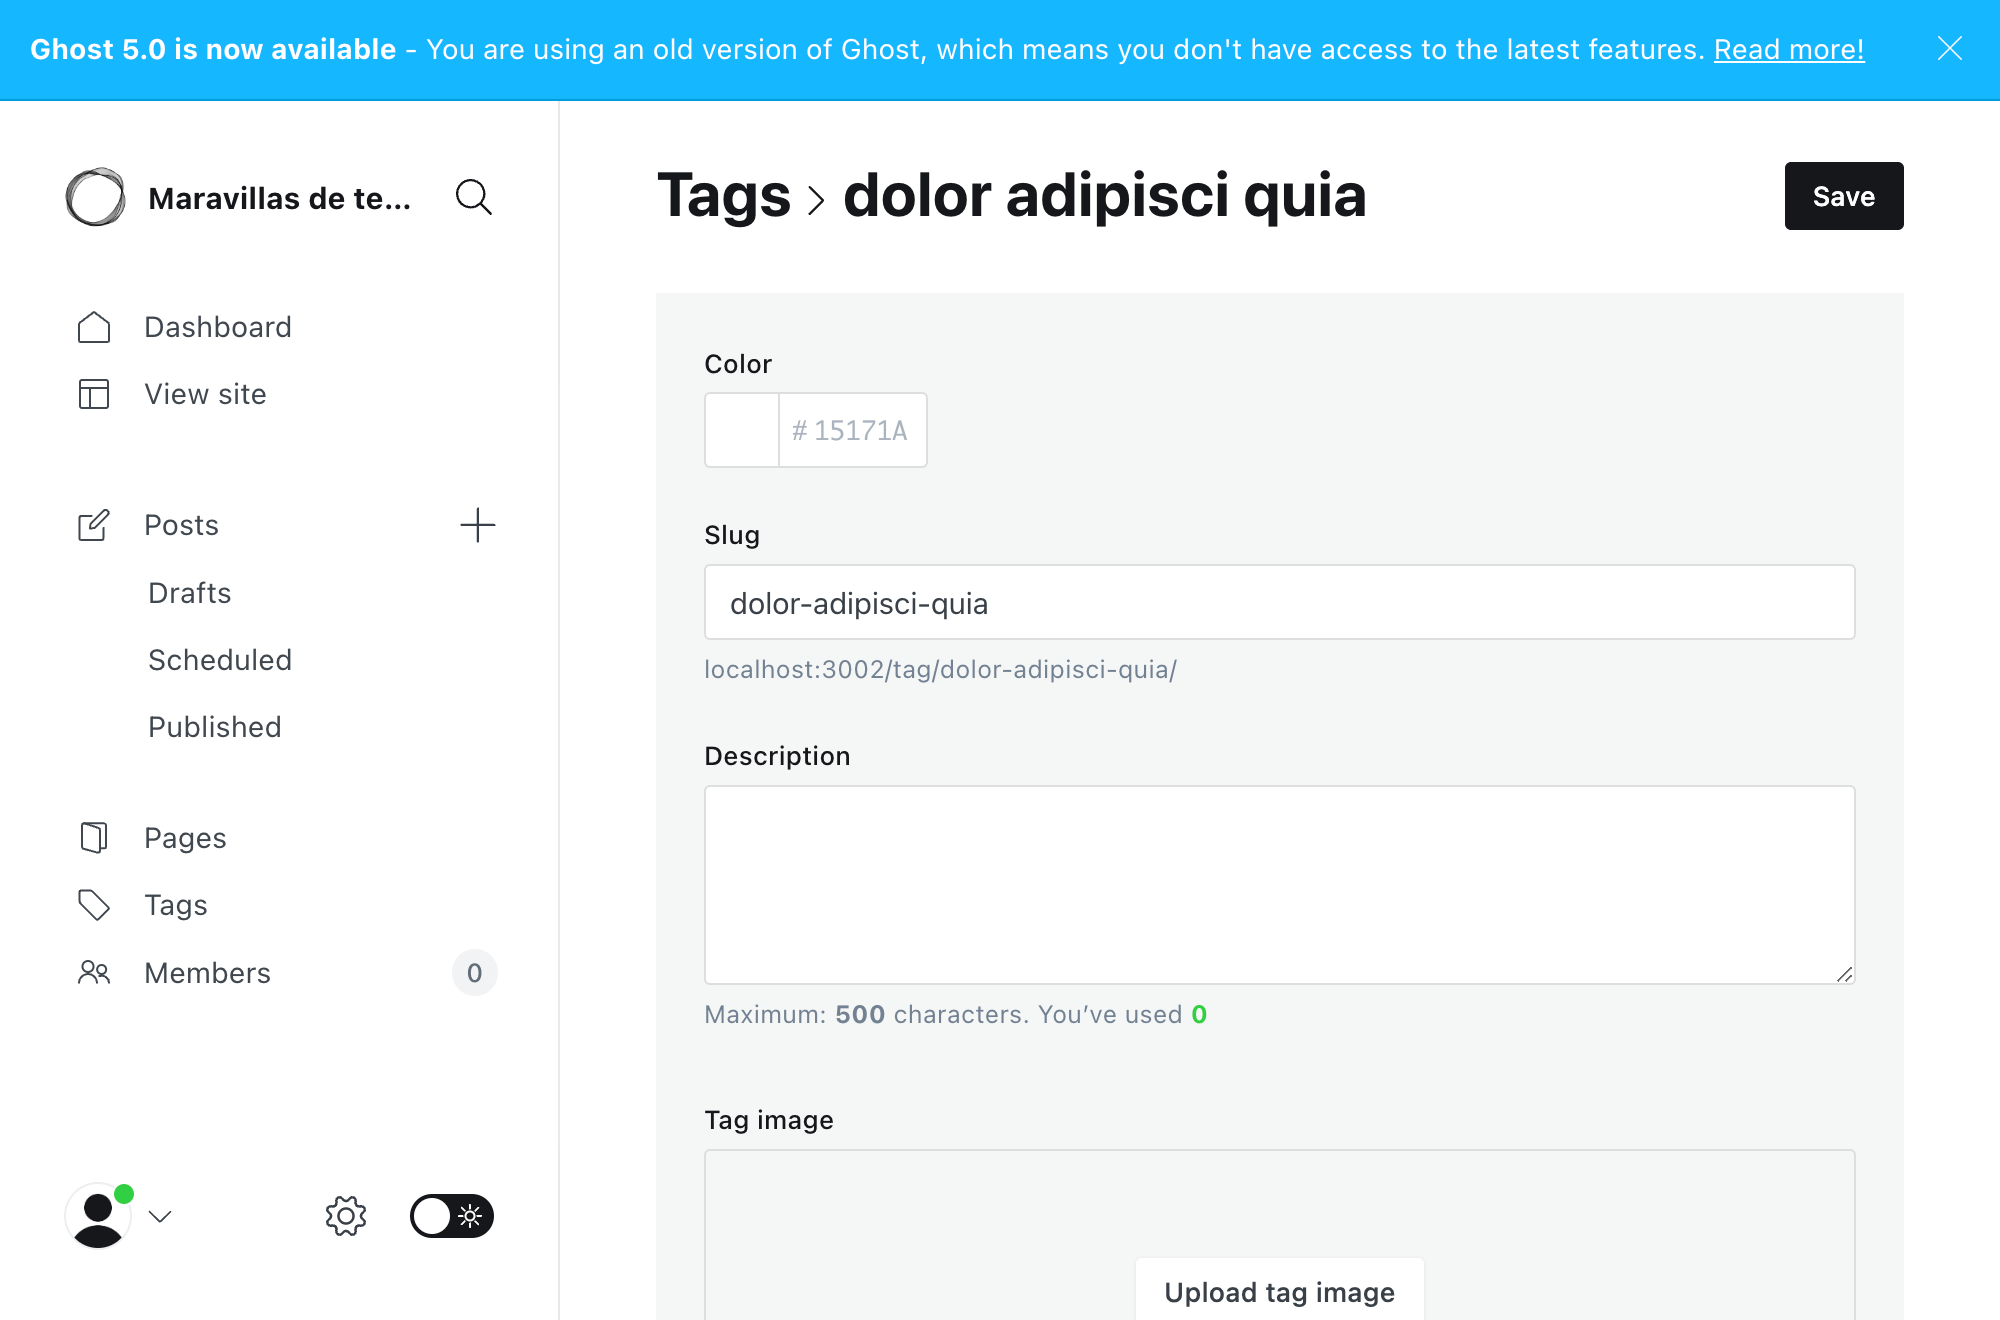 Ghost 5.0 is now available - You are using an old version of Ghost, which means you don't have access to the latest features. Read more!
Maravillas de te...
Dashboard
View site
Posts
Drafts
Scheduled
Published
Pages
Tags
Members 0
Tags > dolor adipisci quia
Save
Color
# 15171A
Slug
dolor-adipisci-quia
localhost:3002/tag/dolor-adipisci-quia/
Description
Maximum: 500 characters. You’ve used 0
Tag image
Upload tag image